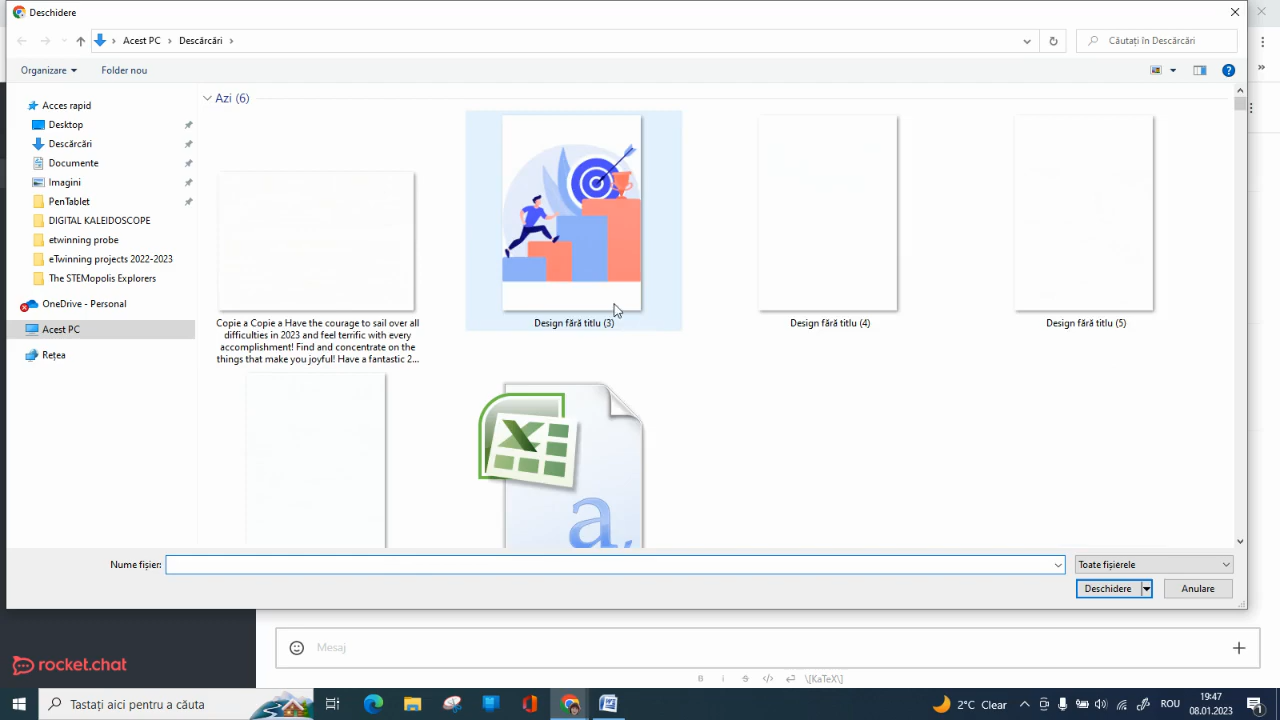 Deschidere
Acest PC
Descărcări
Căutați în Descărcări
Organizare
Folder nou
Acces rapid
Desktop
Descărcări
Documente
Imagini
PenTablet
DIGITAL KALEIDOSCOPE
etwinning probe
eTwinning projects 2022-2023
The STEMopolis Explorers
OneDrive - Personal
Acest PC
Rețea
Azi (6)
Copie a Copie a Have the courage to sail over all
difficulties in 2023 and feel terrific with every
accomplishment! Find and concentrate on the
things that make you joyful! Have a fantastic 2...
Design fără titlu (3)
Design fără titlu (4)
Design fără titlu (5)
a,
Nume fișier:
Toate fișierele
Deschidere
Anulare
Mesaj
B i S </> \[KaTeX\]
rocket.chat
Tastați aici pentru a căuta
2°C Clear
ROU
19:47
08.01.2023
1